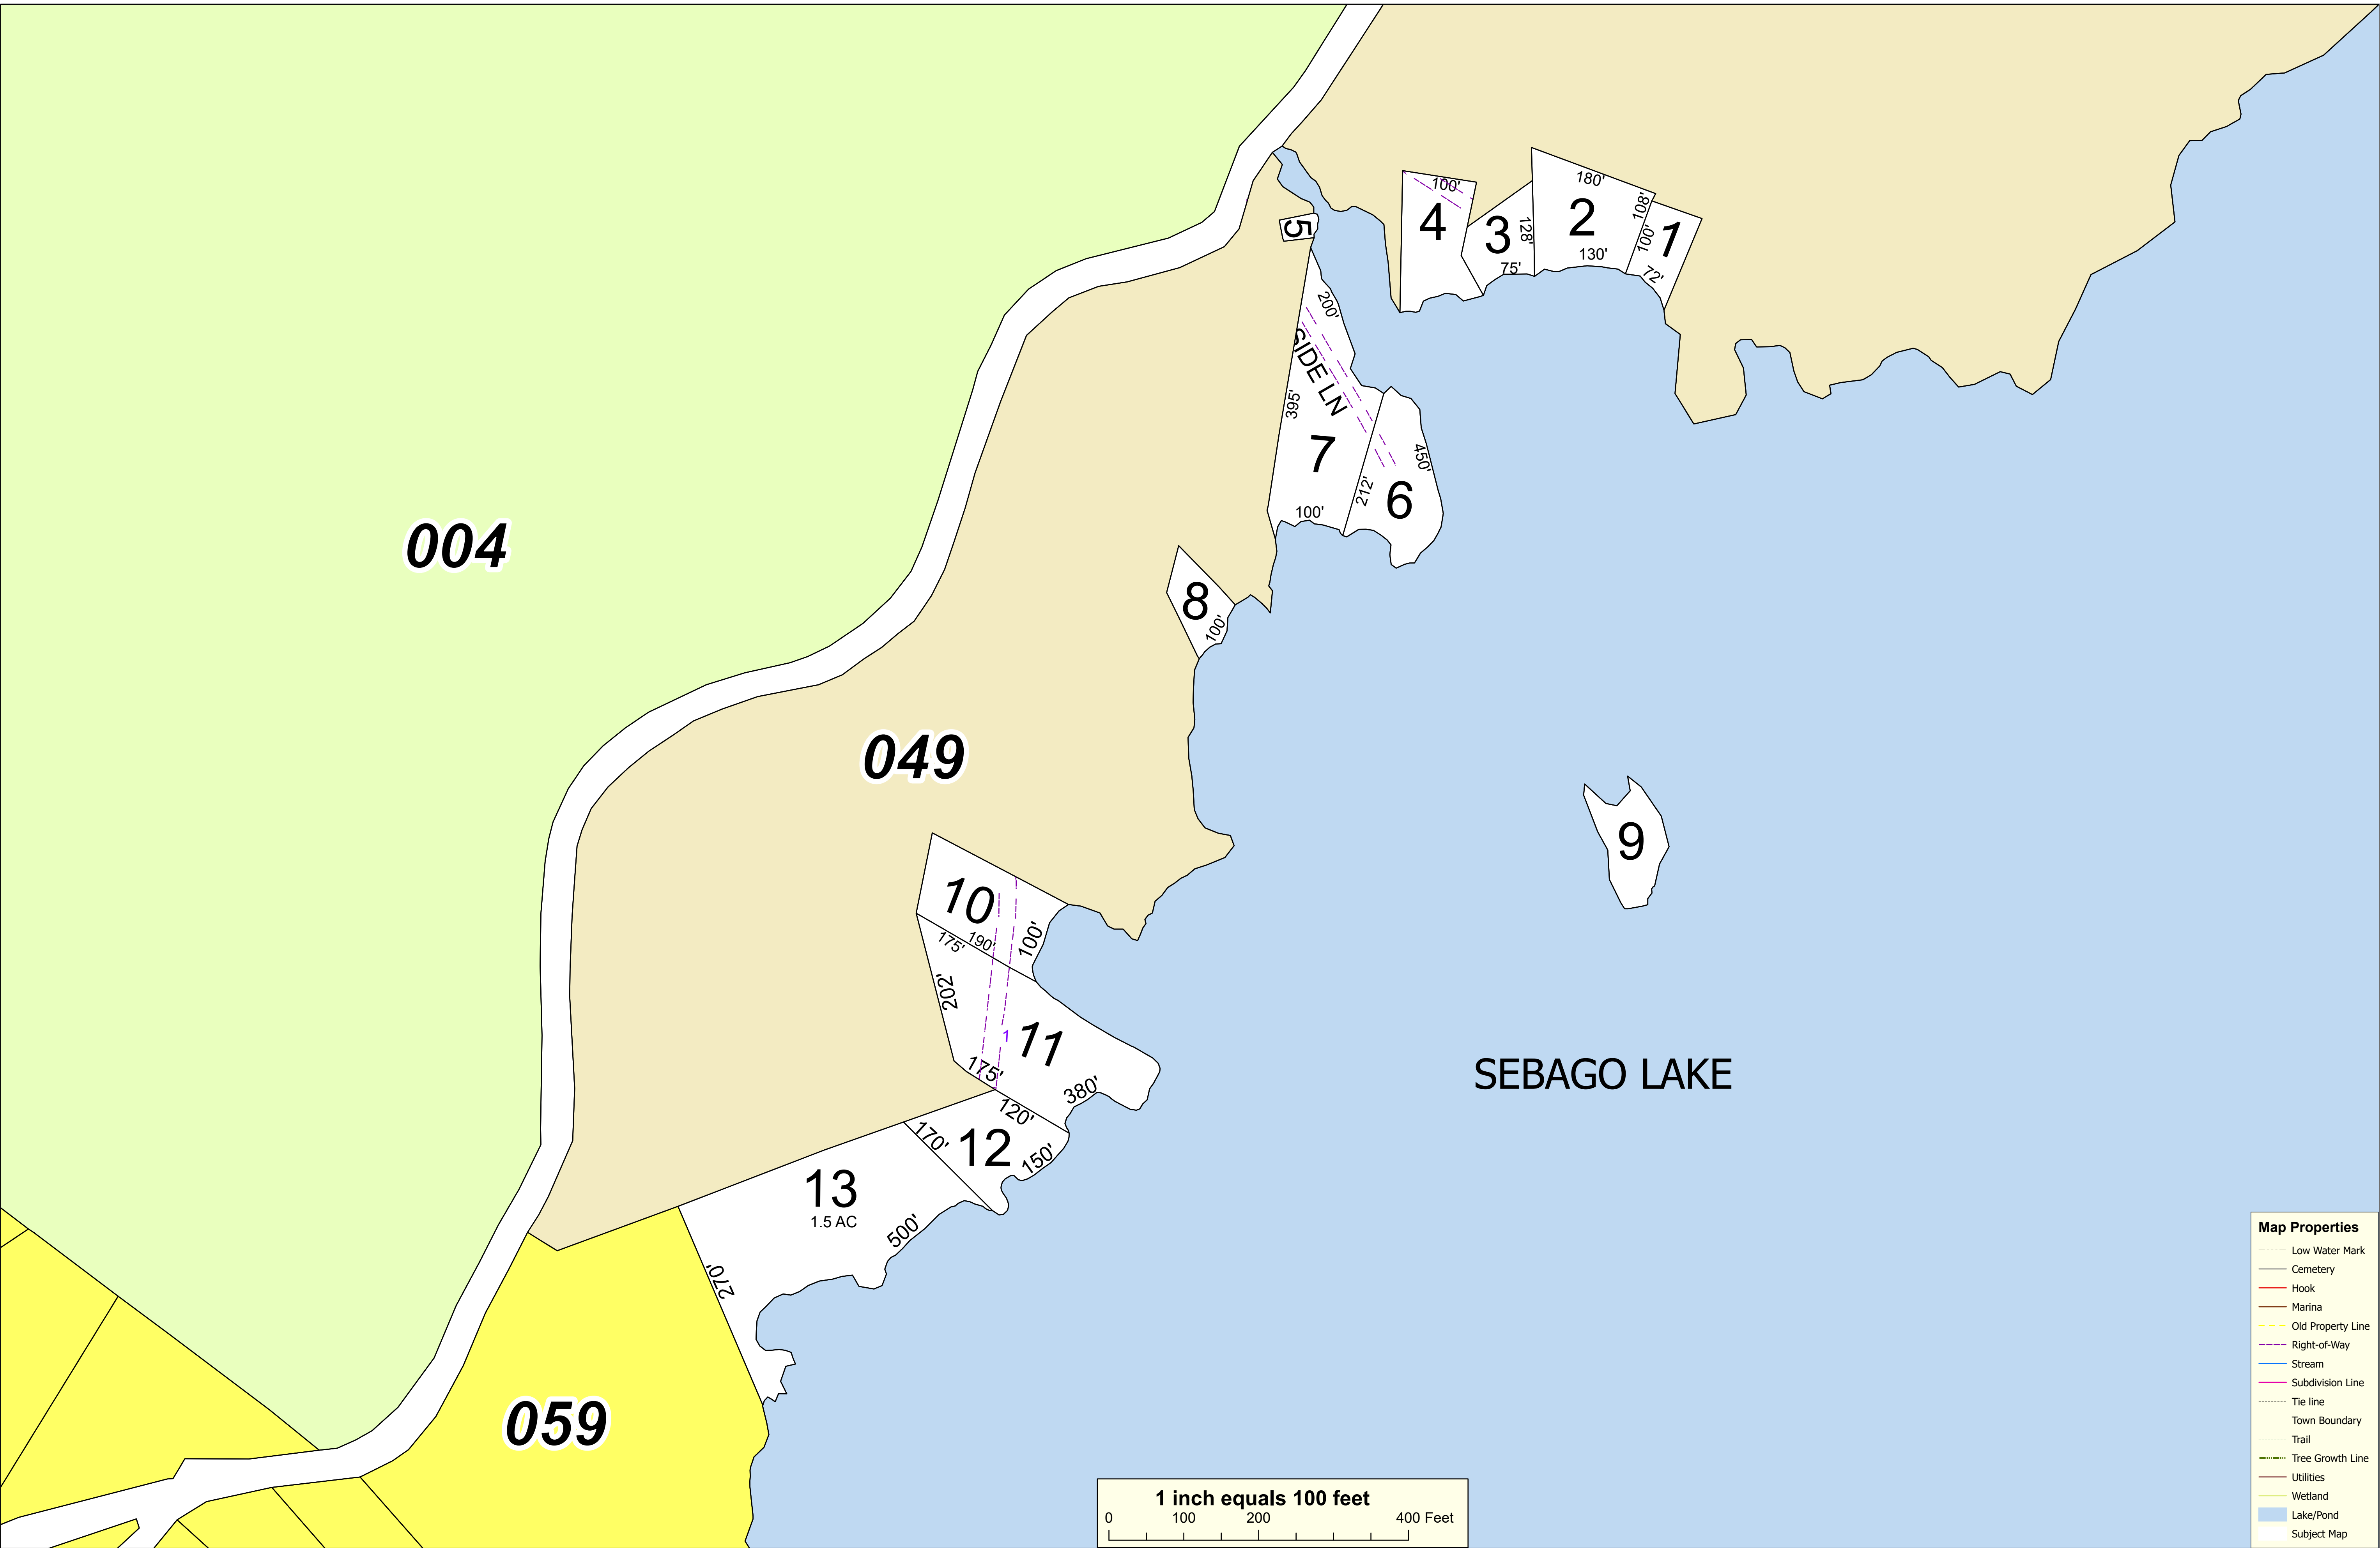 180'
100'
108'
4
3
128'
2
100'
1
5
75'
130'
72'
200'
SIDE LN
395'
7
212'
450'
6
100'
004
8
100'
049
9
10
175'
190'
100'
202'
1
11
175'
380'
120'
170'
12
150'
SEBAGO LAKE
13
1.5 AC
500'
270'
059
1 inch equals 100 feet
0 100 200 400 Feet
Map Properties
Low Water Mark
Cemetery
Hook
Marina
Old Property Line
Right-of-Way
Stream
Subdivision Line
Tie line
Town Boundary
Trail
Tree Growth Line
Utilities
Wetland
Lake/Pond
Subject Map